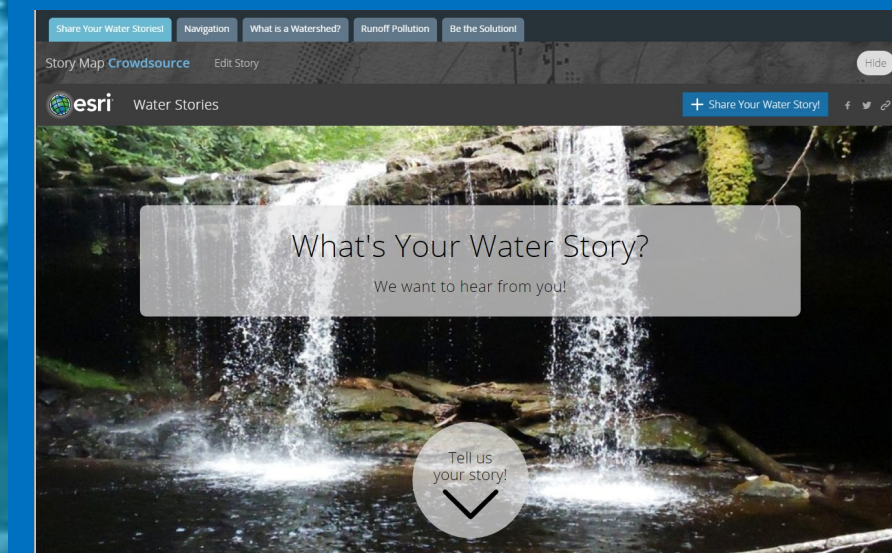 Share Your Water Stories!
Navigation
What is a Watershed?
Runoff Pollution
Be the Solution!
Story Map Crowdsource
Edit Story
Hide
esri
Water Stories
+ Share Your Water Story!
What's Your Water Story?
We want to hear from you!
Tell us
your story!